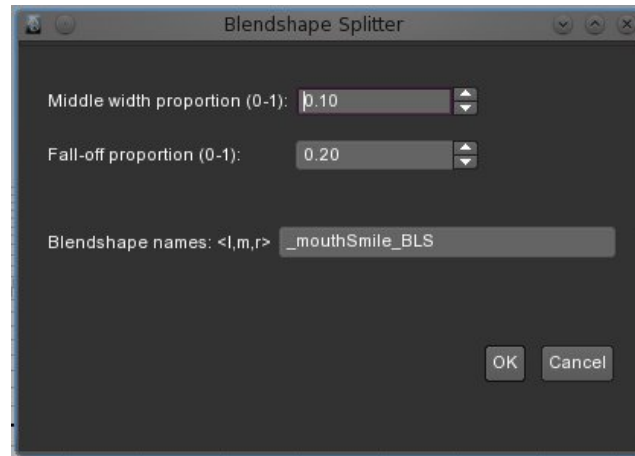 Blendshape Splitter
Middle width proportion (0-1): 0.10
Fall-off proportion (0-1): 0.20
Blendshape names: <l,m,r> _mouthSmile_BLS
OK Cancel